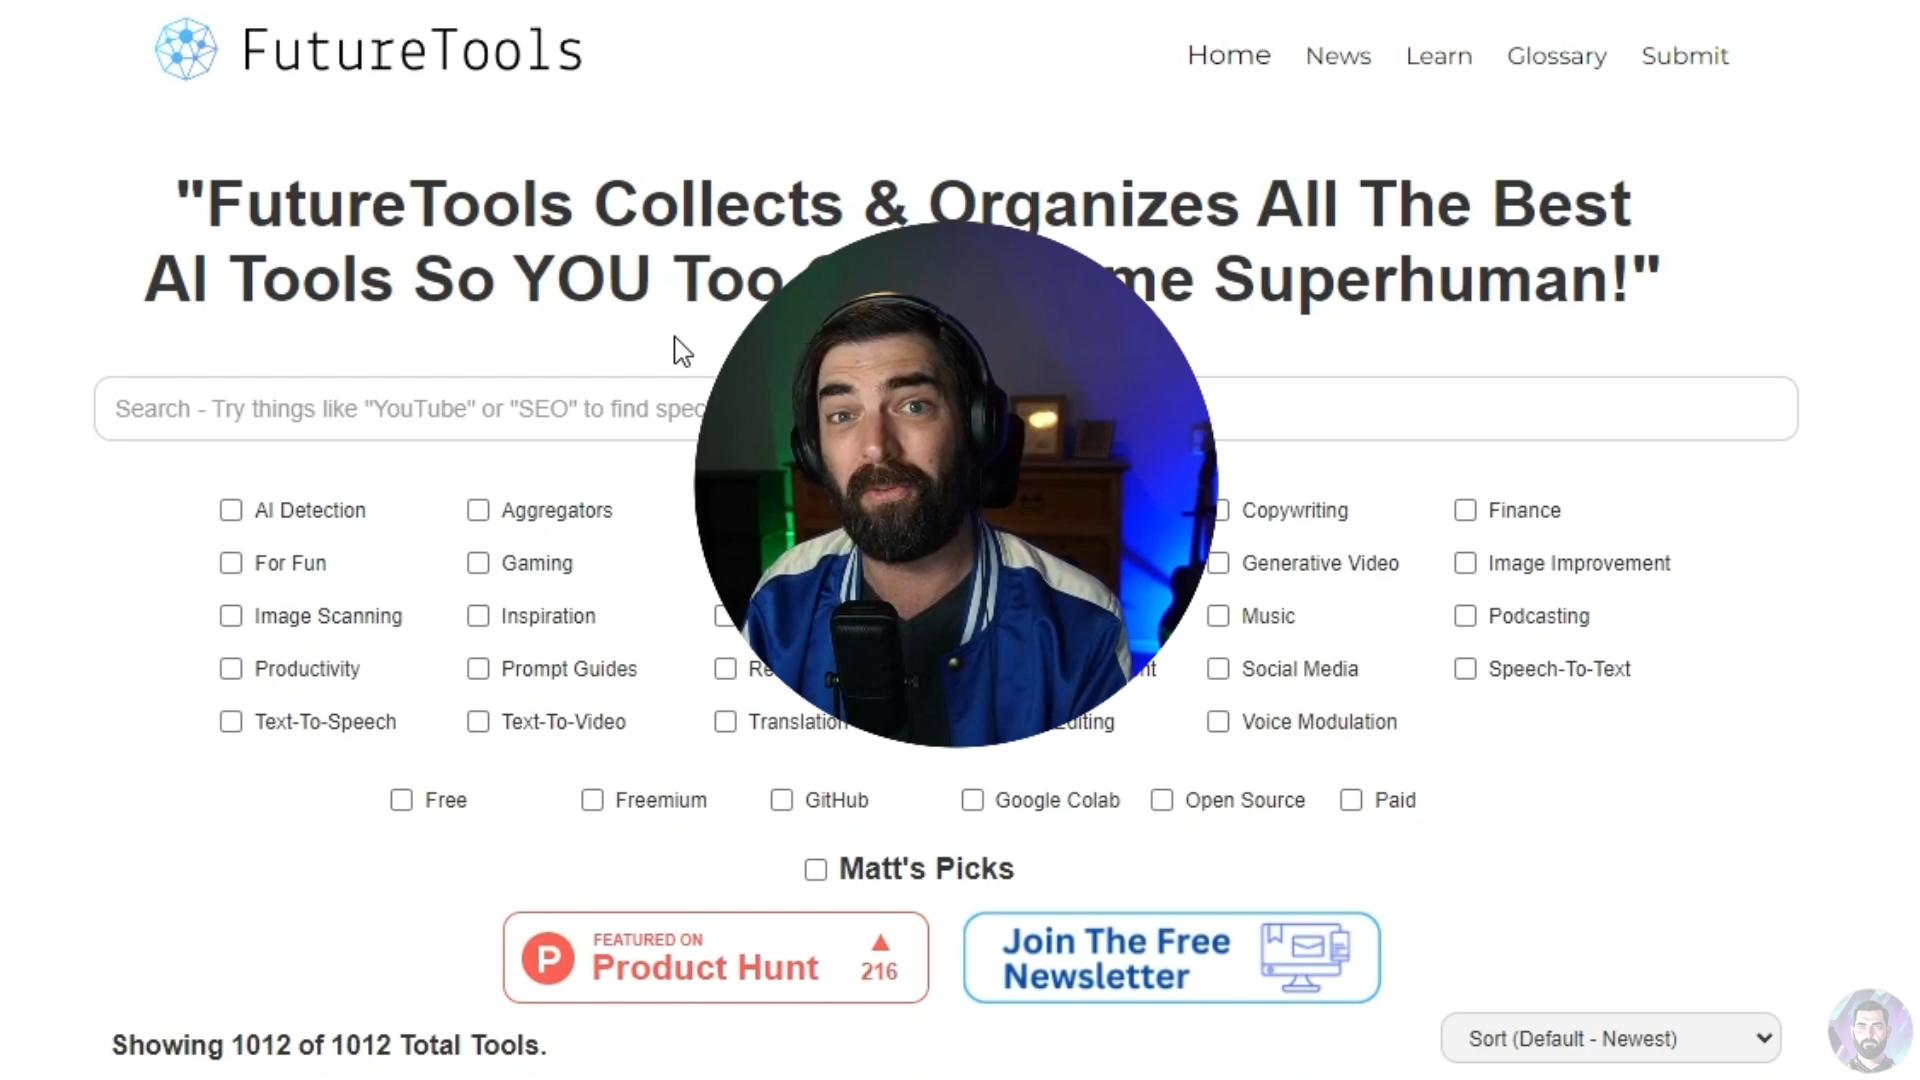 FutureTools
Home News Learn Glossary Submit
"FutureTools Collects & Organizes All The Best
AI Tools So YOU Too me Superhuman!"
Search - Try things like "YouTube" or "SEO" to find spec
AI Detection Aggregators Copywriting Finance
For Fun Gaming Generative Video Image Improvement
Image Scanning Inspiration Music Podcasting
Productivity Prompt Guides Re nt Social Media Speech-To-Text
Text-To-Speech Text-To-Video Translation Editing Voice Modulation
Free Freemium GitHub Google Colab Open Source Paid
Matt's Picks
FEATURED ON
Product Hunt
216
Join The Free
Newsletter
Showing 1012 of 1012 Total Tools.
Sort (Default - Newest)